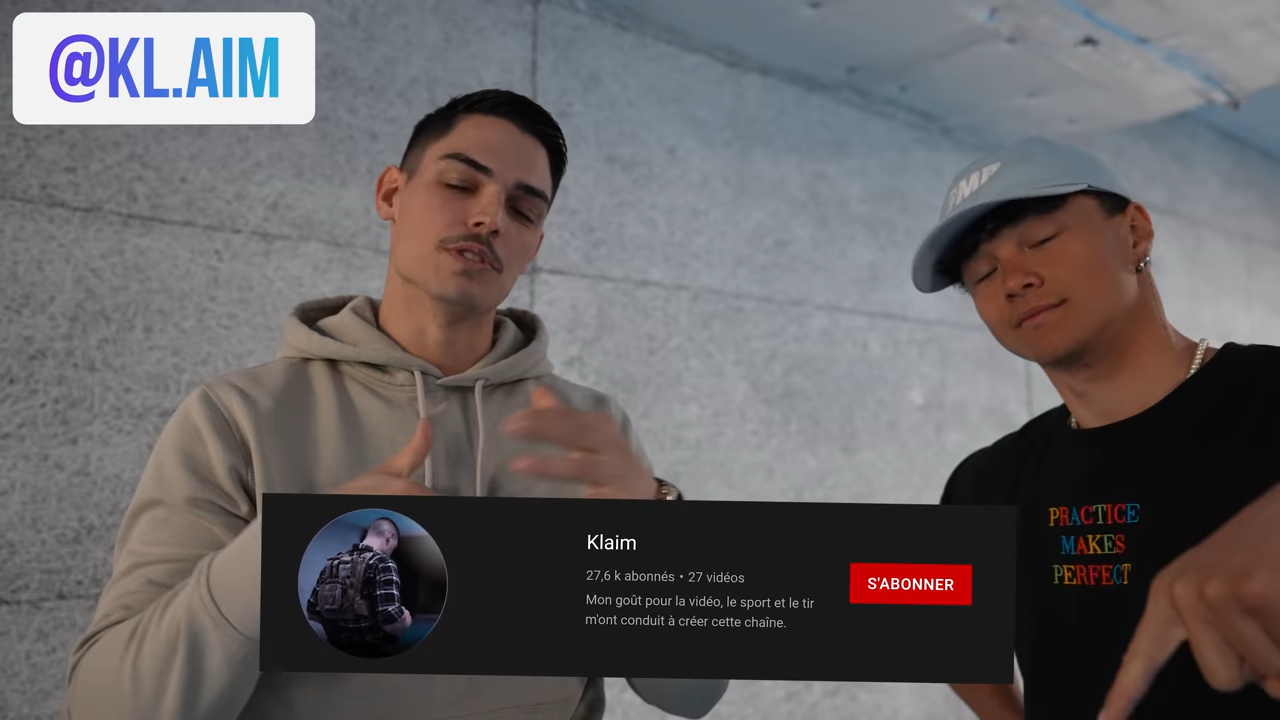 @KL.AIM
Klaim
27,6 k abonnés • 27 vidéos
Mon goût pour la vidéo, le sport et le tir
m'ont conduit à créer cette chaîne.
S'ABONNER
PRACTICE
MAKES
PERFECT